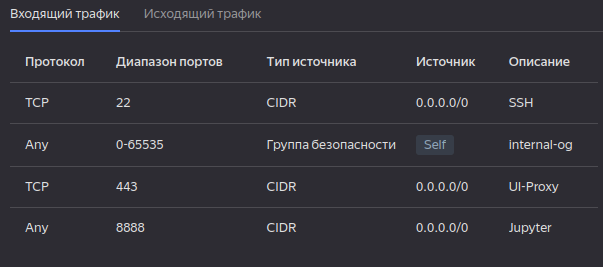 Входящий трафик Исходящий трафик
Протокол Диапазон портов Тип источника Источник Описание
TCP 22 CIDR 0.0.0.0/0 SSH
Any 0-65535 Группа безопасности Self internal-og
TCP 443 CIDR 0.0.0.0/0 UI-Proxy
Any 8888 CIDR 0.0.0.0/0 Jupyter